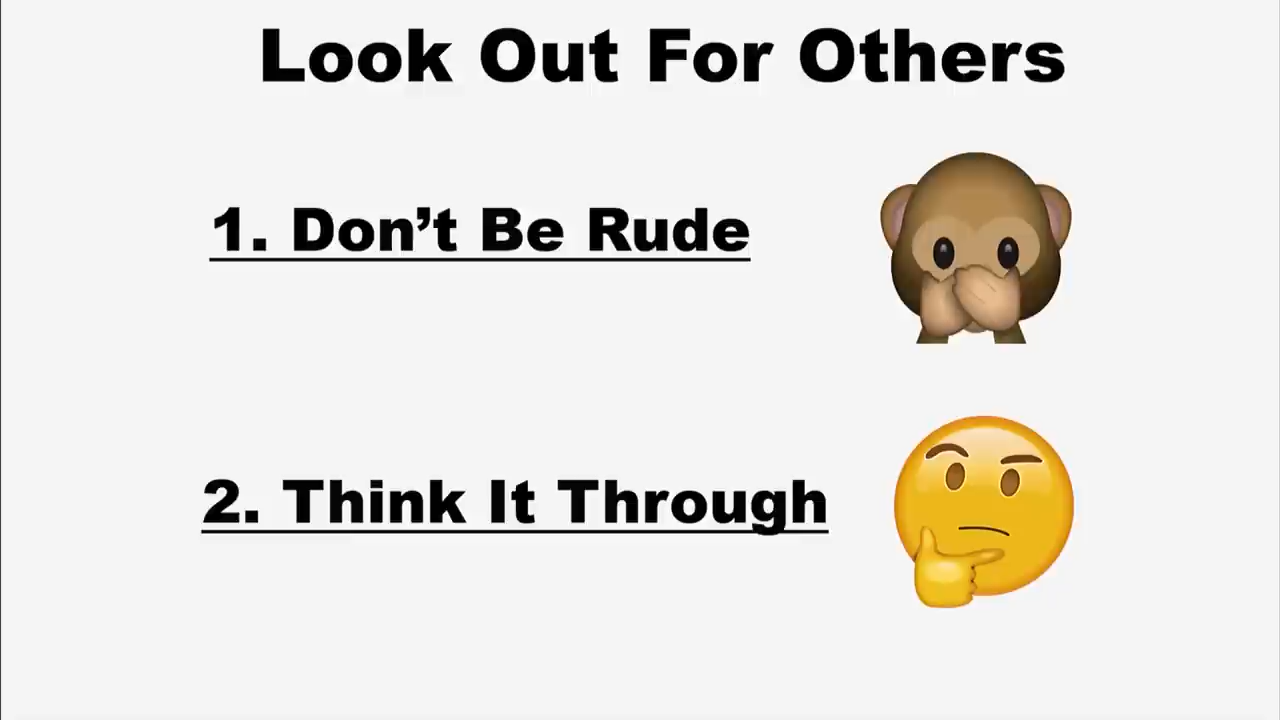 Look Out For Others
1. Don’t Be Rude
2. Think It Through